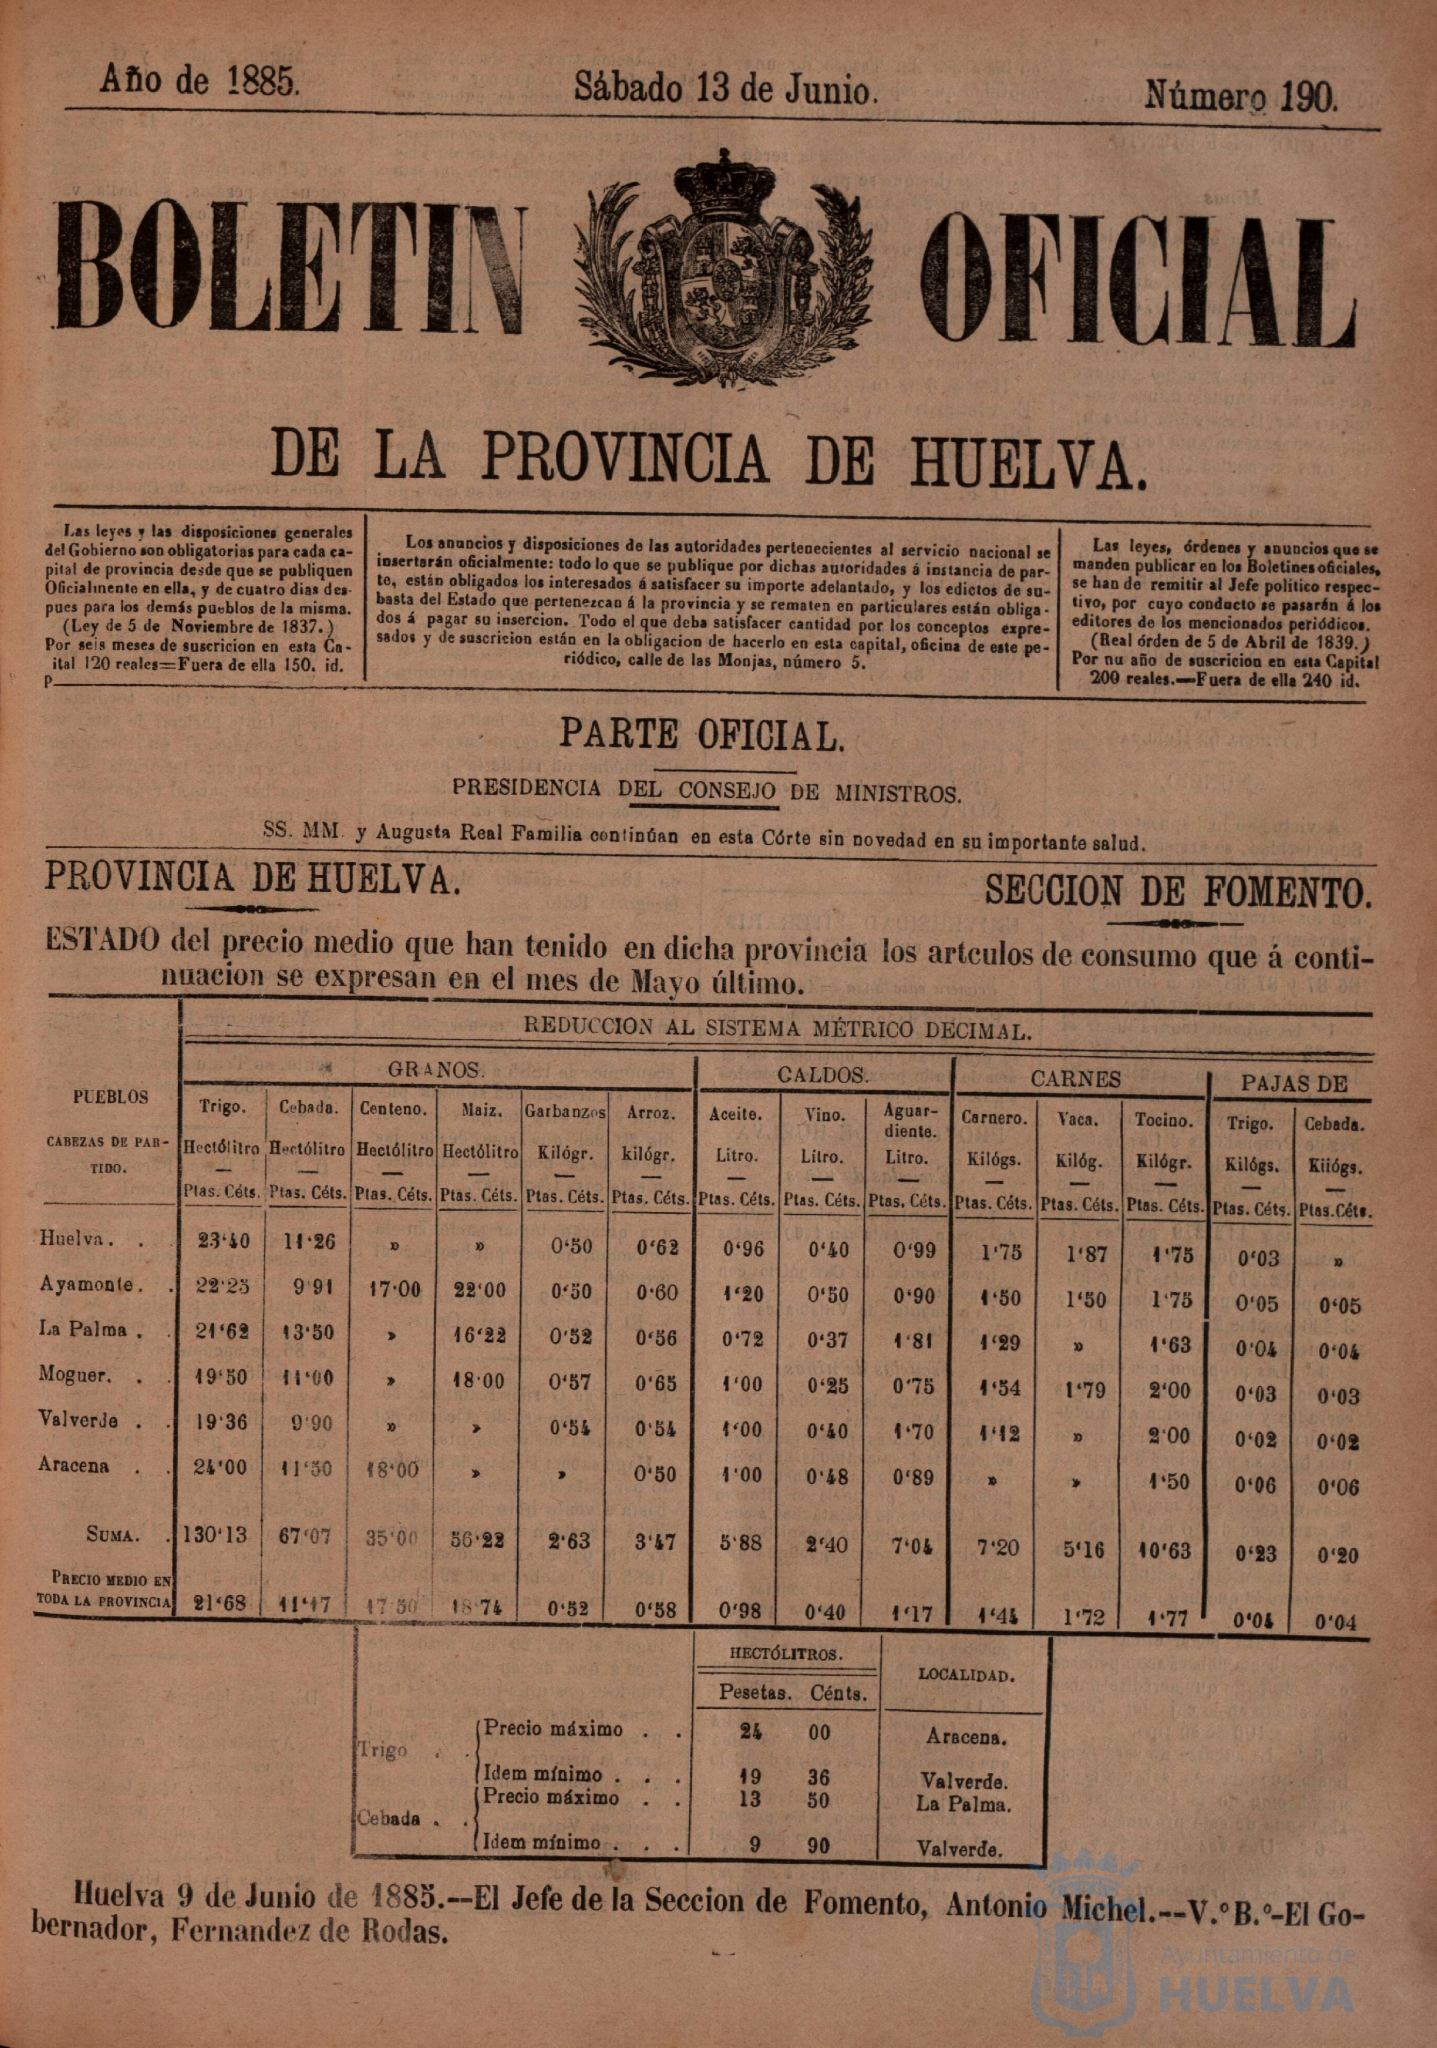 Año de 1885.
Sábado 13 de Junio.
Número 190.
BOLETIN OFICIAL
DE LA PROVINCIA DE HUELVA.
Las leyes y las disposiciones generales
del Gobierno son obligatorias para cada ca-
pital de provincia desde que se publiquen
Oficialmente en ella, y de cuatro dias des-
pues para los demás pueblos de la misma.
(Ley de 5 de Noviembre de 1837.)
Por seis meses de suscricion en esta Ca-
ital 120 reales=Fuera de ella 150. id.
P
Los anuncios y disposiciones de las autoridades pertenecientes al servicio nacional se
insertarán oficialmente: todo lo que se publique por dichas autoridades á instancia de par-
te, están obligados los interesados á satisfacer su importe adelantado, y los edictos de su-
basta del Estado que pertenezcan á la provincia y se rematen en particulares están obliga-
dos á pagar su insercion. Todo el que deba satisfacer cantidad por los conceptos expre-
sados y de suscricion están en la obligacion de hacerlo en esta capital, oficina de este pe-
riódico, calle de las Monjas, número 5.
Las leyes, órdenes y anuncios que se
manden publicar en los Boletines oficiales,
se han de remitir al Jefe político respec-
tivo, por cuyo conducto se pasarán á los
editores de los mencionados periódicos.
(Real órden de 5 de Abril de 1839.)
Por nu año de suscricion en esta Capital
200 reales.—Fuera de ella 240 id.
PARTE OFICIAL.
PRESIDENCIA DEL CONSEJO DE MINISTROS.
SS. MM. y Augusta Real Familia continúan en esta Córte sin novedad en su importante salud.
PROVINCIA DE HUELVA.
SECCION DE FOMENTO.
ESTADO del precio medio que han tenido en dicha provincia los artculos de consumo que á conti-
nuacion se expresan en el mes de Mayo último.
REDUCCION AL SISTEMA MÉTRICO DECIMAL.
PUEBLOS
CABEZAS DE PAR-
TIDO.
GRANOS. CALDOS. CARNES PAJAS DE
Trigo. Cebada. Centeno. Maiz. Garbanzos Arroz. Aceite. Vino. Aguar-
diente. Carnero. Vaca. Tocino. Trigo. Cebada.
Hectólitro Hectólitro Hectólitro Hectólitro Kilógr. kilógr. Litro. Litro. Litro. Kilógs. Kilóg. Kilógr. Kilógs. Kiiógs.
Ptas. Céts. Ptas. Céts. Ptas. Céts. Ptas. Céts. Ptas. Céts. Ptas. Céts. Ptas. Céts. Ptas. Céts. Ptas. Céts. Ptas. Céts. Ptas. Céts. Ptas. Céts. Ptas. Céts. Ptas.Céts.
Huelva. . 23'40 11'26 » » 0'50 0'62 0'96 0'40 0'99 1'75 1'87 1'75 0'03 »
Ayamonte. . 22'25 9'91 17'00 22'00 0'50 0'60 1'20 0'50 0'90 1'50 1'50 1'75 0'05 0'05
La Palma . . 21'62 13'50 » 16'22 0'52 0'56 0'72 0'37 1'81 1'29 » 1'63 0'04 0'04
Moguer. . . 19'50 11'00 » 18'00 0'57 0'65 1'00 0'25 0'75 1'54 1'79 2'00 0'03 0'03
Valverde . . 19'36 9'90 » » 0'54 0'54 1'00 0'40 1'70 1'12 » 2'00 0'02 0'02
Aracena . . 24'00 11'50 18'00 » » 0'50 1'00 0'48 0'89 » » 1'50 0'06 0'06
SUMA. . 130'13 67'07 35'00 56'22 2'63 3'47 5'88 2'40 7'04 7'20 5'16 10'63 0'23 0'20
PRECIO MEDIO EN
TODA LA PROVINCIA 21'68 11'17 17'50 18'74 0'52 0'58 0'98 0'40 1'17 1'44 1'72 1'77 0'04 0'04
HECTÓLITROS. LOCALIDAD.
Pesetas. Cénts.
Trigo . . Precio máximo . . 24 00 Aracena.
Idem mínimo . . . 19 36 Valverde.
Cebada . . Precio máximo . . 13 50 La Palma.
Idem mínimo . . . 9 90 Valverde.
Huelva 9 de Junio de 1885.--El Jefe de la Seccion de Fomento, Antonio Michel.--V.º B.º-El Go-
bernador, Fernandez de Rodas.
Ayuntamiento de
HUELVA